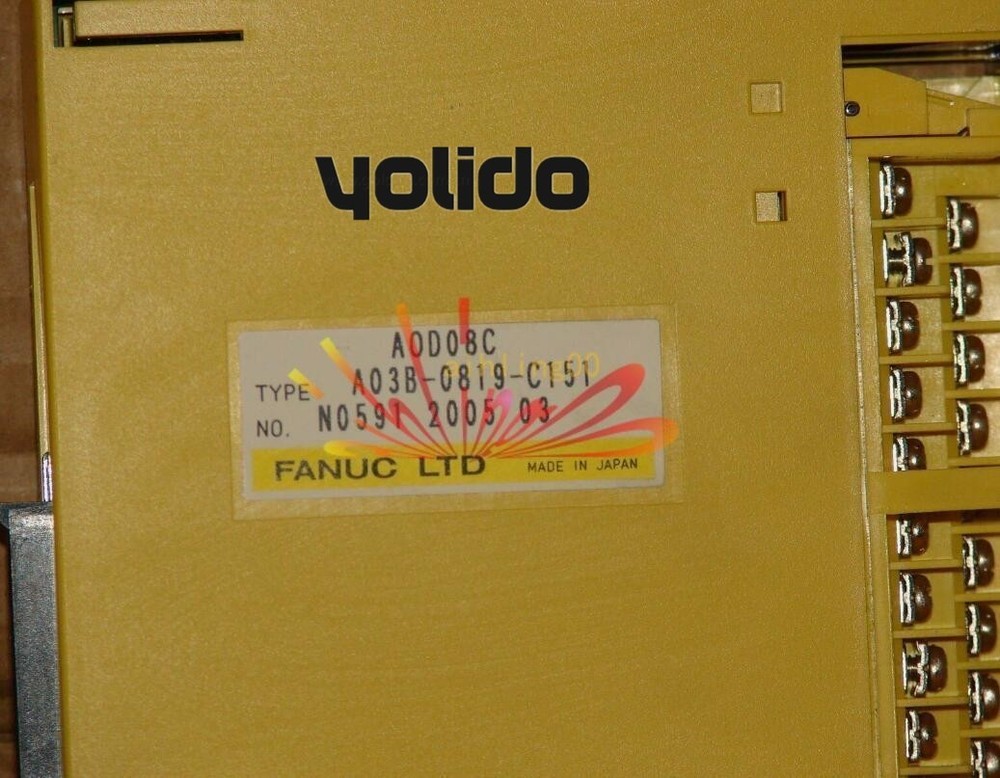 yolido
AOD08C
TYPE A03B-0819-C151
NO. N0591 2005 03
FANUC LTD MADE IN JAPAN